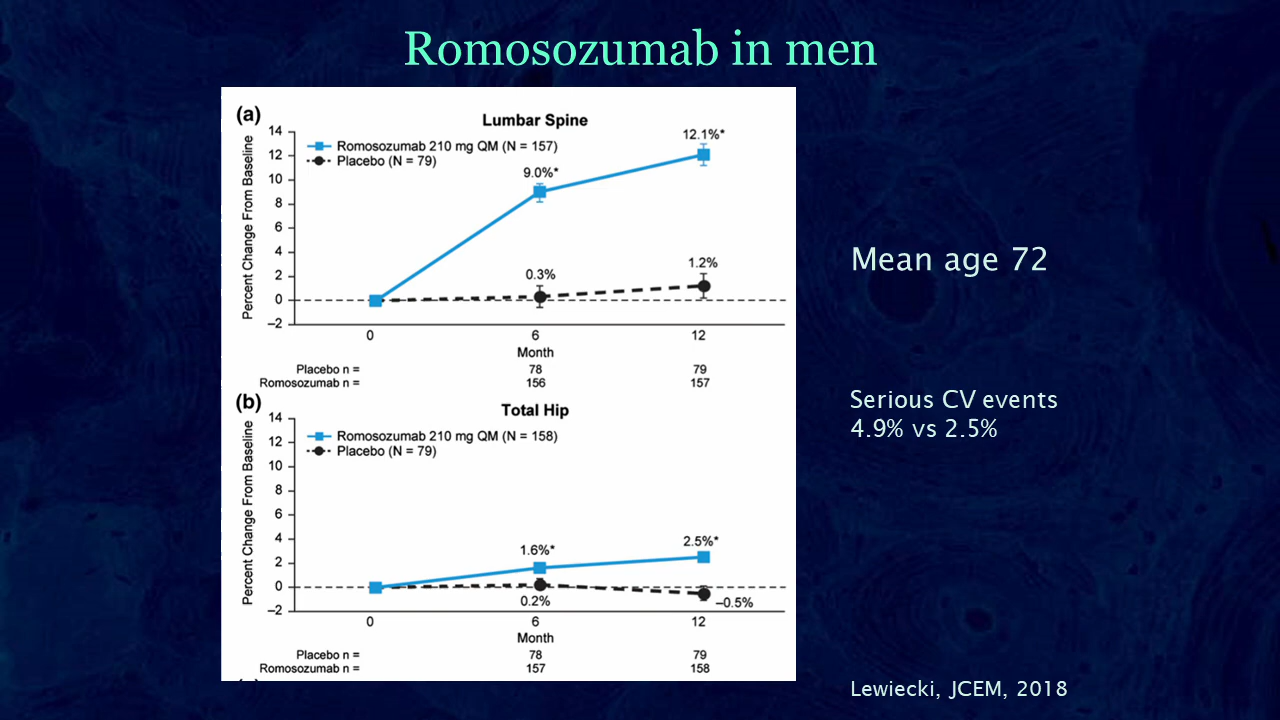 Romosozumab in men
(a)
Lumbar Spine
Percent Change From Baseline
14
12
10
8
6
4
2
0
–2
Romosozumab 210 mg QM (N = 157)
Placebo (N = 79)
9.0%*
12.1%*
0.3%
1.2%
0 6 12
Month
Placebo n = 78 79
Romosozumab n = 156 157
(b)
Total Hip
Percent Change From Baseline
14
12
10
8
6
4
2
0
–2
Romosozumab 210 mg QM (N = 158)
Placebo (N = 79)
1.6%*
2.5%*
0.2%
–0.5%
0 6 12
Month
Placebo n = 78 79
Romosozumab n = 157 158
Mean age 72
Serious CV events
4.9% vs 2.5%
Lewiecki, JCEM, 2018